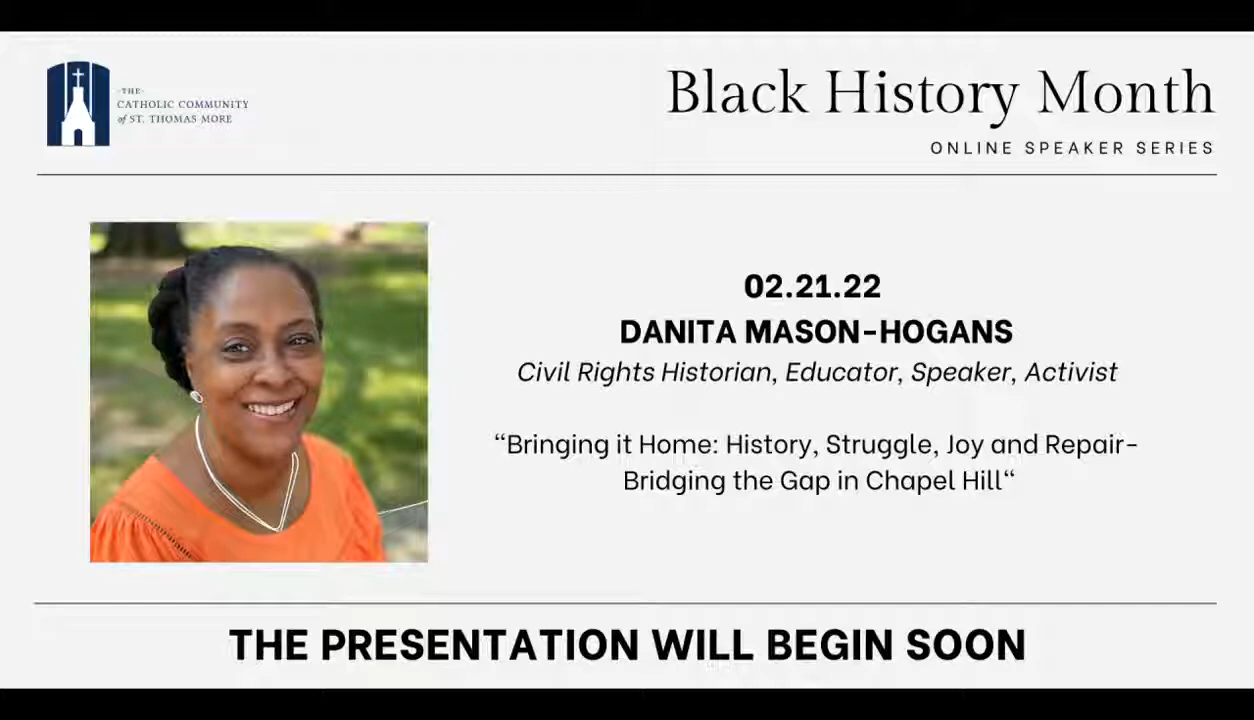 ·THE·
CATHOLIC COMMUNITY
of ST. THOMAS MORE
Black History Month
ONLINE SPEAKER SERIES
02.21.22
DANITA MASON-HOGANS
Civil Rights Historian, Educator, Speaker, Activist
“Bringing it Home: History, Struggle, Joy and Repair-
Bridging the Gap in Chapel Hill“
THE PRESENTATION WILL BEGIN SOON